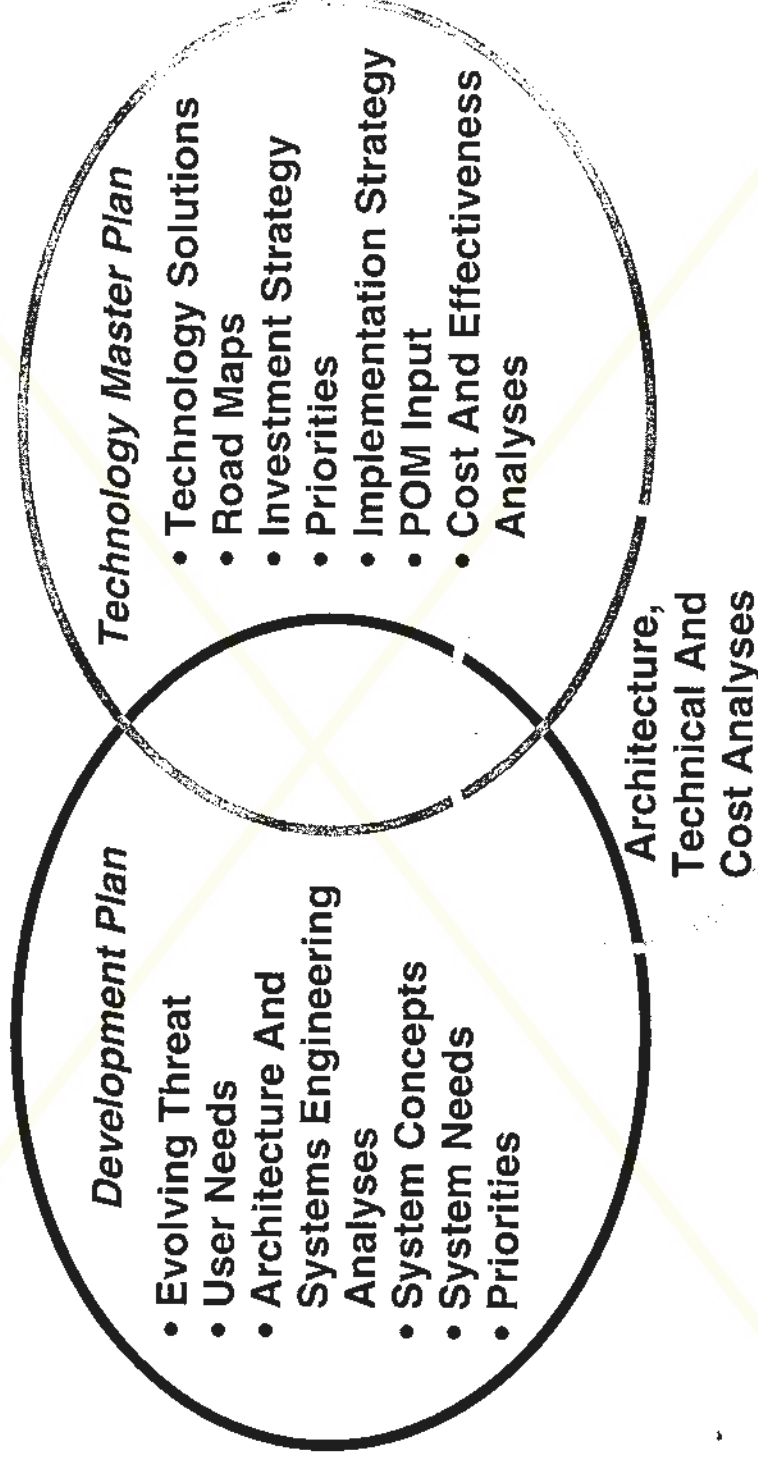 Development Plan
• Evolving Threat
• User Needs
• Architecture And
Systems Engineering
Analyses
• System Concepts
• System Needs
• Priorities
Technology Master Plan
• Technology Solutions
• Road Maps
• Investment Strategy
• Priorities
• Implementation Strategy
• POM Input
• Cost And Effectiveness
Analyses
Architecture,
Technical And
Cost Analyses